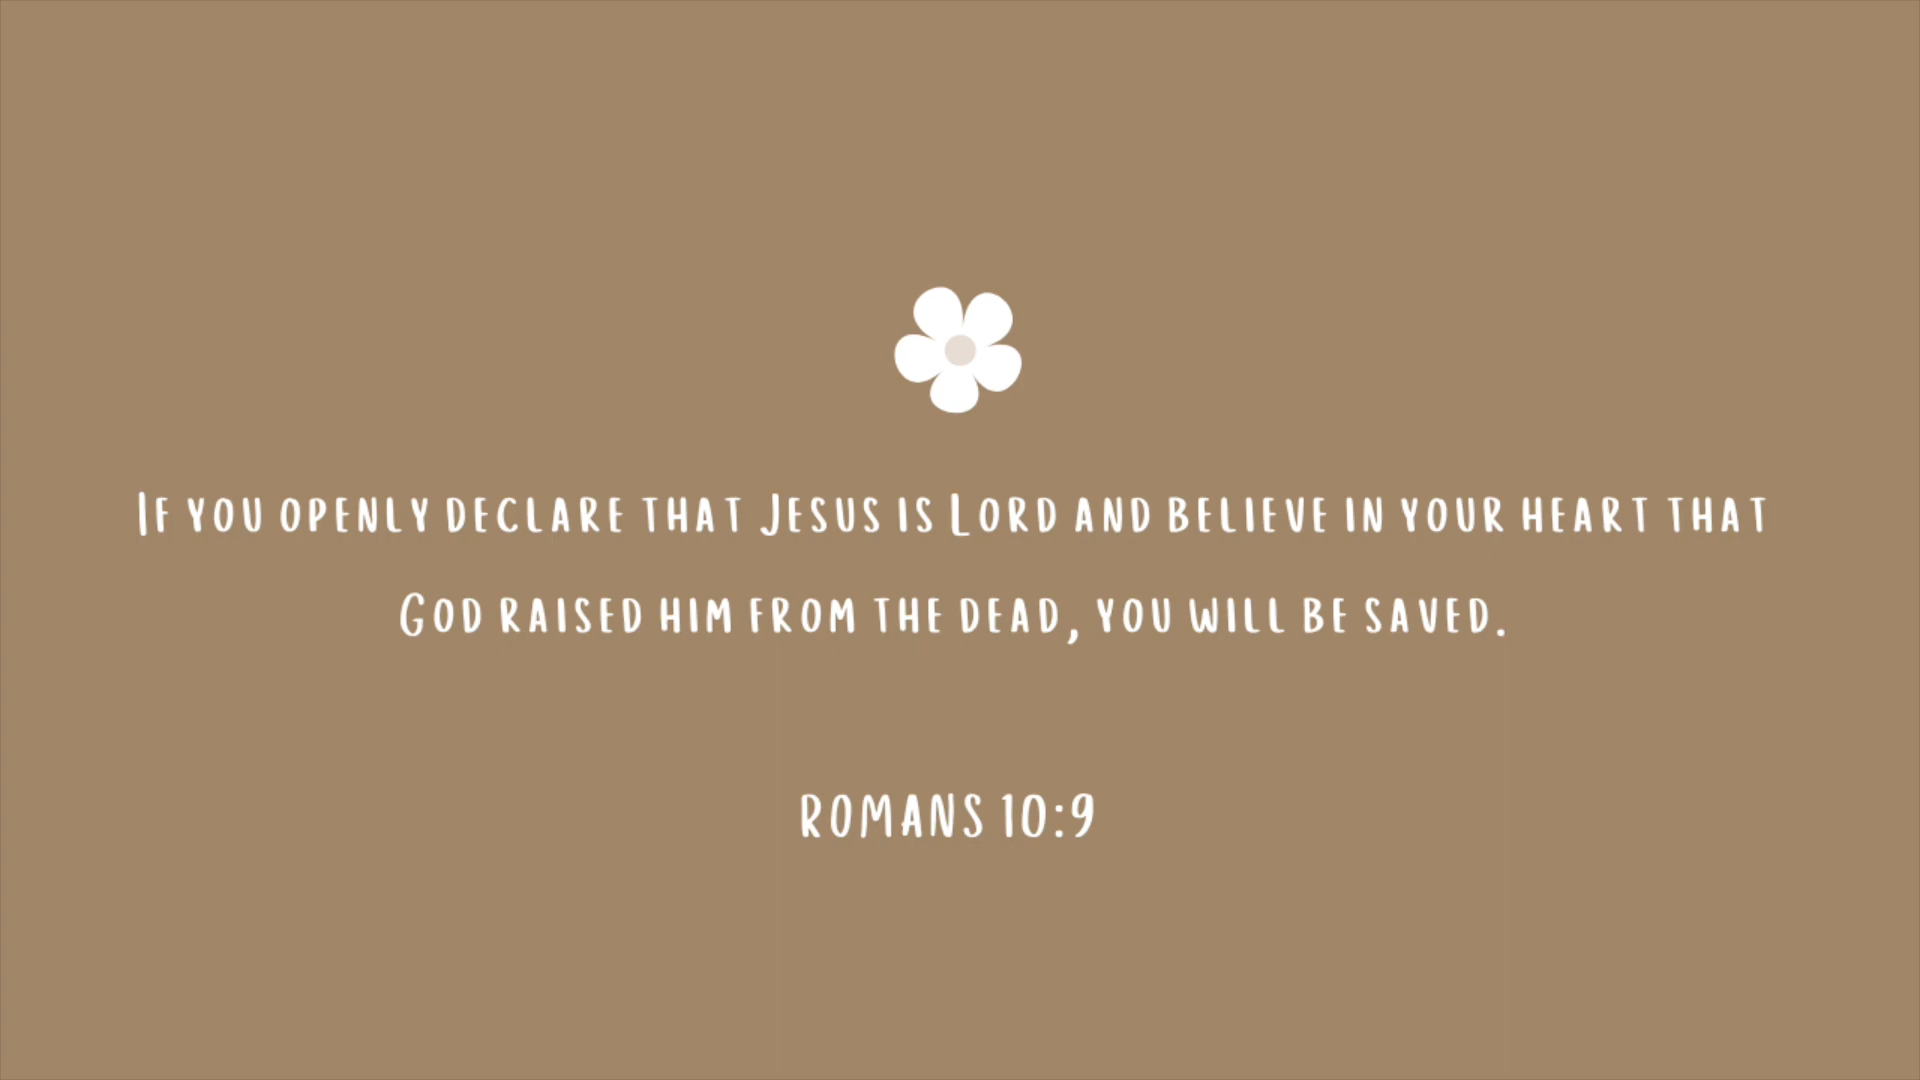 If you openly declare that Jesus is Lord and believe in your heart that
God raised him from the dead, you will be saved.
ROMANS 10:9